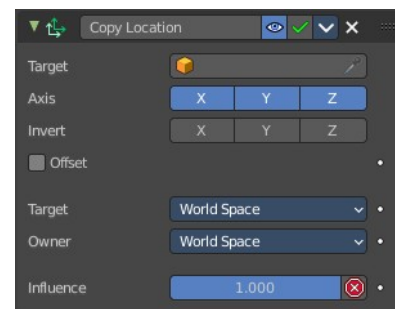 Copy Location
Target
Axis X Y Z
Invert X Y Z
Offset
Target World Space
Owner World Space
Influence 1.000